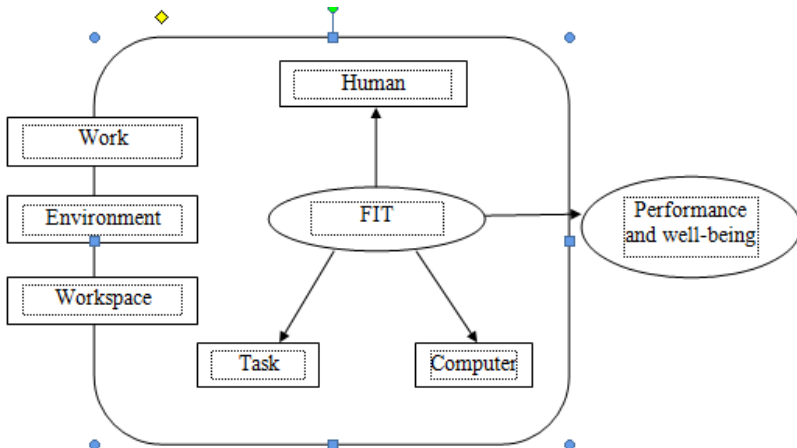 Human
Work
Environment
FIT
Performance
and well-being
Workspace
Task
Computer